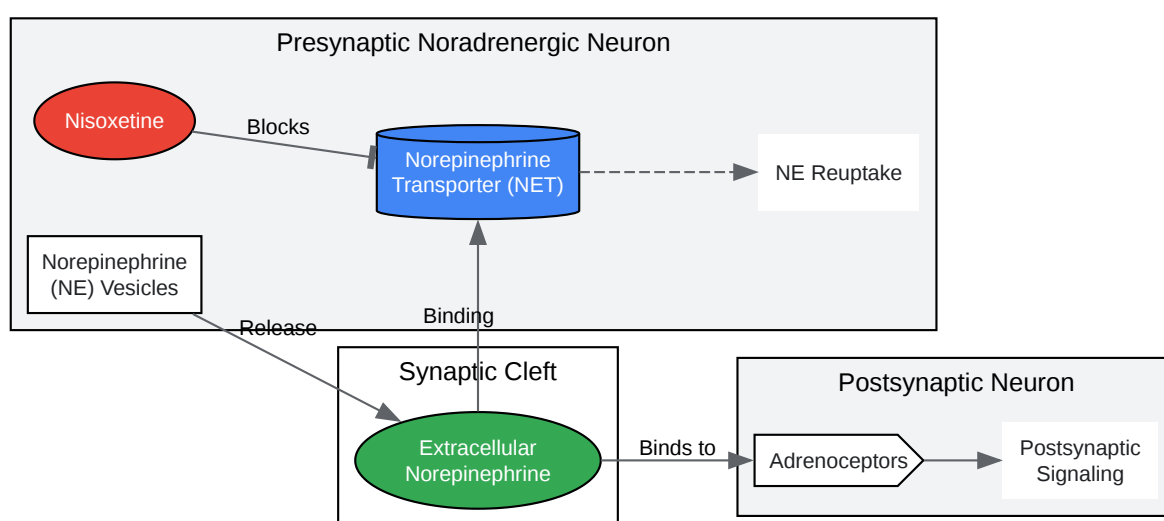 Presynaptic Noradrenergic Neuron
Nisoxetine
Blocks
Norepinephrine
Transporter (NET)
NE Reuptake
Norepinephrine
(NE) Vesicles
Release
Binding
Synaptic Cleft
Extracellular
Norepinephrine
Binds to
Postsynaptic Neuron
Adrenoceptors
Postsynaptic
Signaling